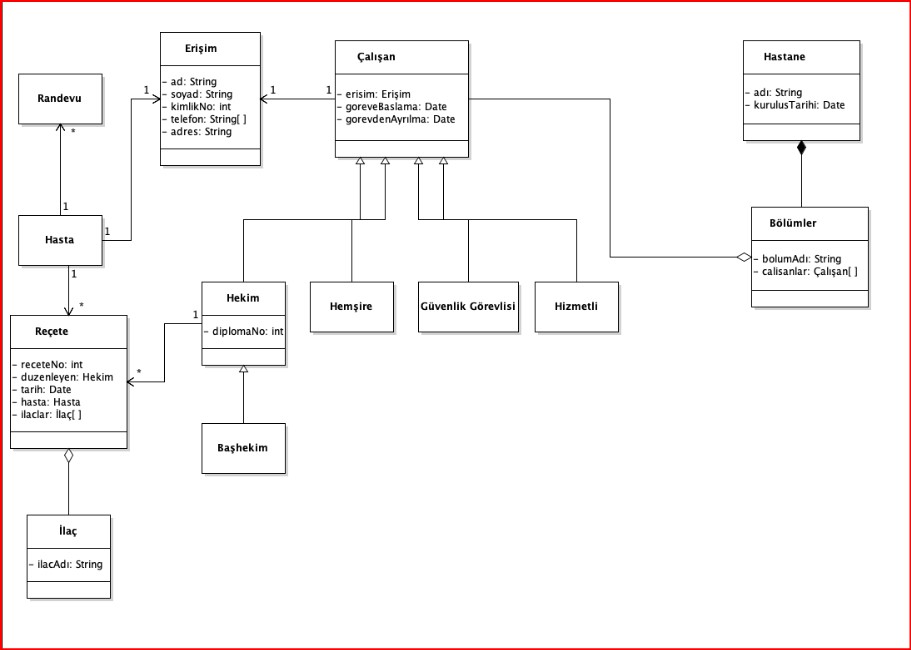 Erişim
- ad: String
- soyad: String
- kimlikNo: int
- telefon: String[ ]
- adres: String
Çalışan
- erisim: Erişim
- goreveBaslama: Date
- gorevdenAyrılma: Date
Hastane
- adı: String
- kurulusTarihi: Date
Randevu
*
1
1
1
1
Hasta
1
1
*
Bölümler
- bolumAdı: String
- calisanlar: Çalışan[ ]
Hekim
- diplomaNo: int
Hemşire
Güvenlik Görevlisi
Hizmetli
Reçete
- receteNo: int
- duzenleyen: Hekim
- tarih: Date
- hasta: Hasta
- ilaclar: İlaç[ ]
1
*
Başhekim
İlaç
- ilacAdı: String